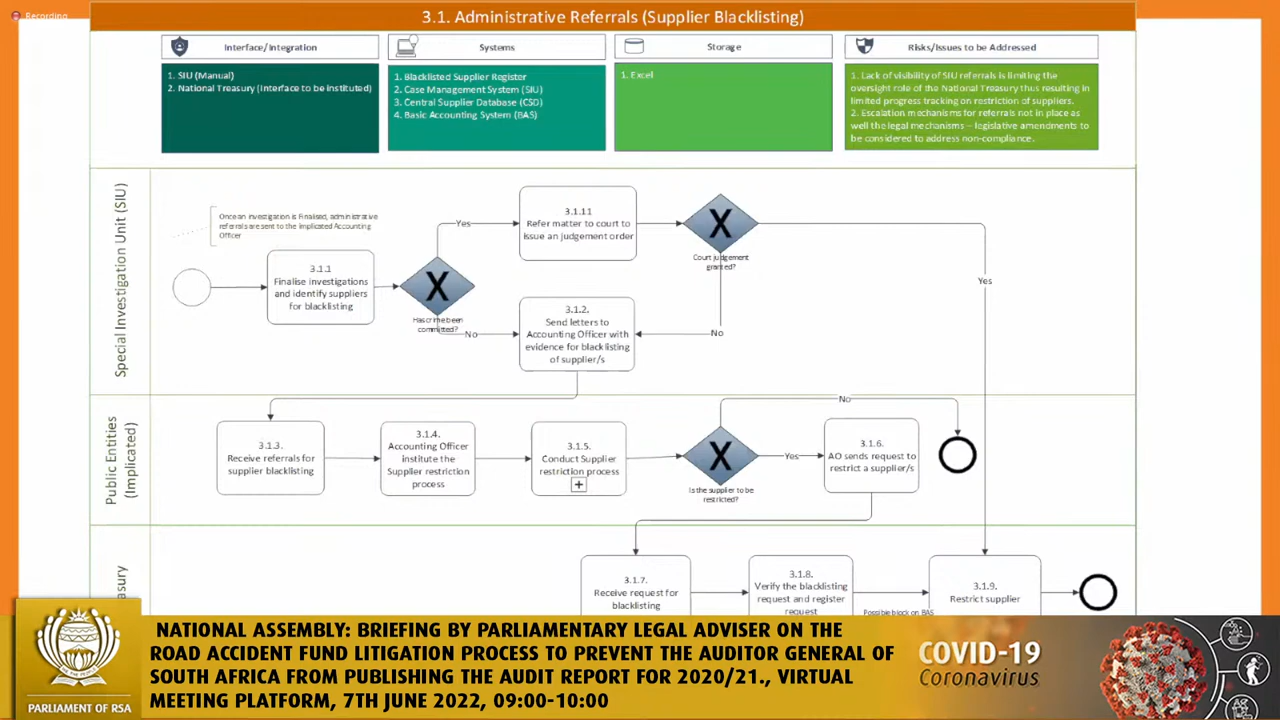 Recording
3.1. Administrative Referrals (Supplier Blacklisting)
Interface/Integration
Systems
Storage
Risks/Issues to be Addressed
1. SIU (Manual)
2. National Treasury (Interface to be instituted)
1. Blacklisted Supplier Register
2. Case Management System (SIU)
3. Central Supplier Database (CSD)
4. Basic Accounting System (BAS)
1. Excel
1. Lack of visibility of SIU referrals is limiting the
oversight role of the National Treasury thus resulting in
limited progress tracking on restriction of suppliers.
2. Escalation mechanisms for referrals not in place as
well the legal mechanisms – legislative amendments to
be considered to address non-compliance.
Special Investigation Unit (SIU)
Once an investigation is Finalised, administrative
referrals are sent to the Implicated Accounting
Officer
3.1.1
Finalise investigations
and identify suppliers
for blacklisting
X
Has crime been
committed?
Yes
No
3.1.11
Refer matter to court to
issue an judgement order
X
Court judgement
granted?
Yes
No
3.1.2.
Send letters to
Accounting Officer with
evidence for blacklisting
of supplier/s
Public Entities
(Implicated)
3.1.3.
Receive referrals for
supplier blacklisting
3.1.4.
Accounting Officer
institute the
Supplier restriction
process
3.1.5.
Conduct Supplier
restriction process
+
X
Is the supplier to be
restricted?
No
Yes
3.1.6.
AO sends request to
restrict a supplier/s
asury
3.1.7.
Receive request for
blacklisting
3.1.8.
Verify the blacklisting
request and register
request
Possible block on BAS
3.1.9.
Restrict supplier
PARLIAMENT OF RSA
NATIONAL ASSEMBLY: BRIEFING BY PARLIAMENTARY LEGAL ADVISER ON THE
ROAD ACCIDENT FUND LITIGATION PROCESS TO PREVENT THE AUDITOR GENERAL OF
SOUTH AFRICA FROM PUBLISHING THE AUDIT REPORT FOR 2020/21., VIRTUAL
MEETING PLATFORM, 7TH JUNE 2022, 09:00-10:00
COVID-19
Coronavirus